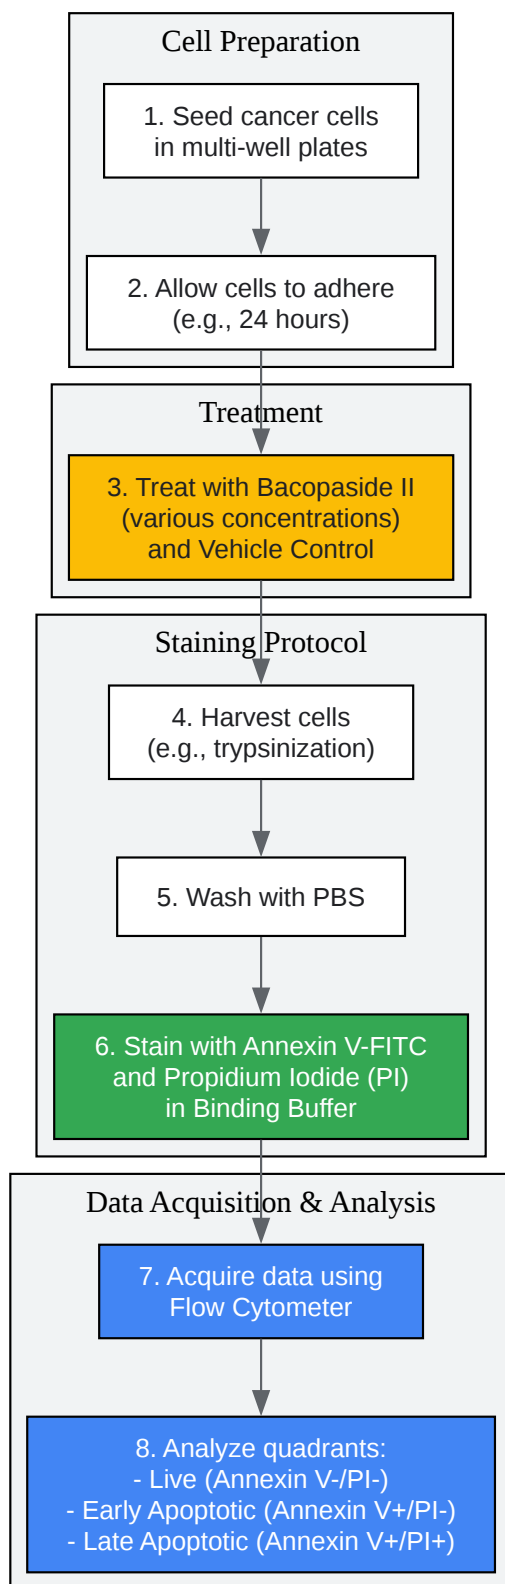 Cell Preparation
1. Seed cancer cells
in multi-well plates
2. Allow cells to adhere
(e.g., 24 hours)
Treatment
3. Treat with Bacopaside II
(various concentrations)
and Vehicle Control
Staining Protocol
4. Harvest cells
(e.g., trypsinization)
5. Wash with PBS
6. Stain with Annexin V-FITC
and Propidium Iodide (PI)
in Binding Buffer
Data Acquisition & Analysis
7. Acquire data using
Flow Cytometer
8. Analyze quadrants:
- Live (Annexin V-/PI-)
- Early Apoptotic (Annexin V+/PI-)
- Late Apoptotic (Annexin V+/PI+)